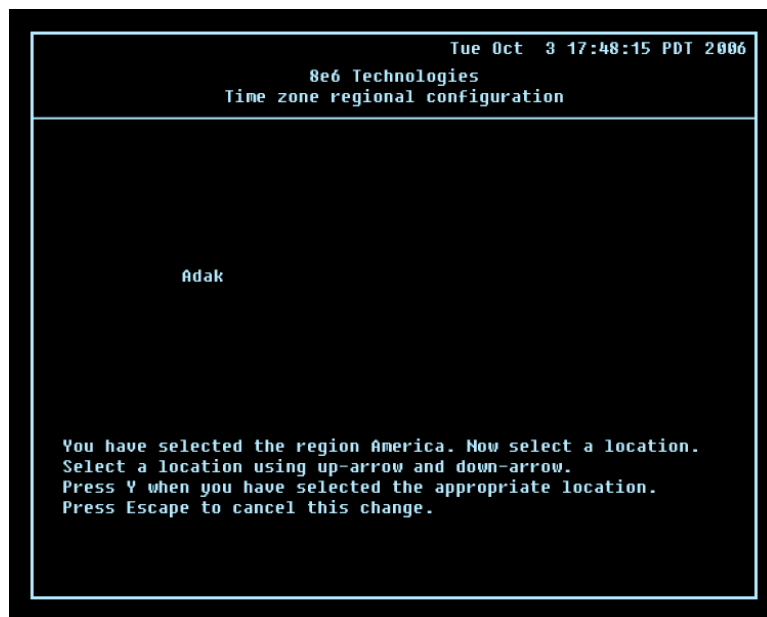 Tue Oct  3 17:48:15 PDT 2006
8e6 Technologies
Time zone regional configuration
Adak
You have selected the region America. Now select a location.
Select a location using up-arrow and down-arrow.
Press Y when you have selected the appropriate location.
Press Escape to cancel this change.